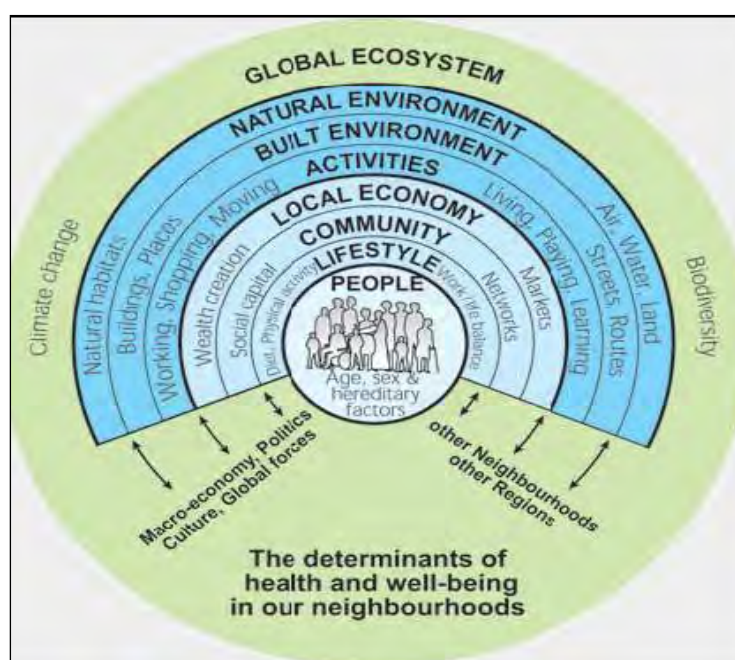 GLOBAL ECOSYSTEM
NATURAL ENVIRONMENT
BUILT ENVIRONMENT
ACTIVITIES
LOCAL ECONOMY
COMMUNITY
LIFESTYLE
PEOPLE
Age, sex &
hereditary
factors
Climate change
Natural habitats
Buildings, Places
Working, Shopping, Moving
Wealth creation
Social capital
Diet, Physical activity
Work/life balance
Networks
Markets
Living, Playing, Learning
Streets, Routes
Air, Water, Land
Biodiversity
Macro-economy, Politics
Culture, Global forces
other Neighbourhoods
other Regions
The determinants of
health and well-being
in our neighbourhoods